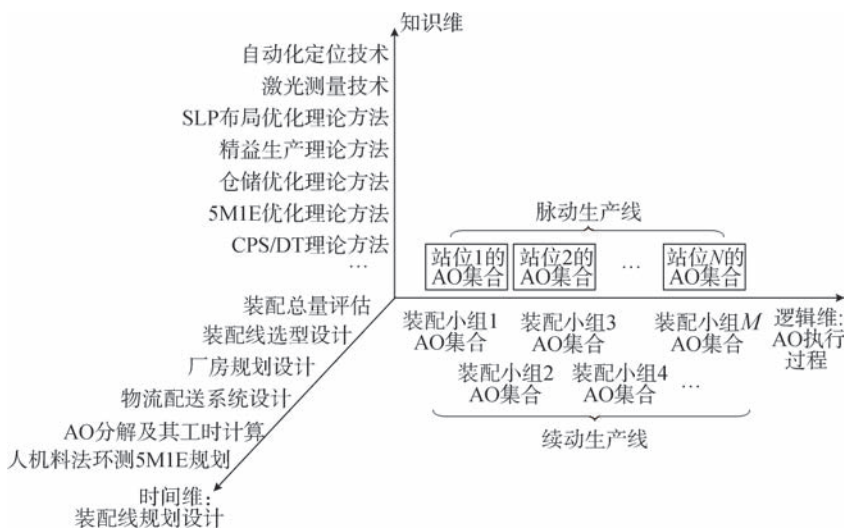 知识维
自动化定位技术
激光测量技术
SLP布局优化理论方法
精益生产理论方法
仓储优化理论方法
5M1E优化理论方法
CPS/DT理论方法
…
脉动生产线
站位1的
AO集合
站位2的
AO集合
…
站位N的
AO集合
装配总量评估
装配线选型设计
厂房规划设计
物流配送系统设计
AO分解及其工时计算
人机料法环测5M1E规划
时间维:
装配线规划设计
装配小组1
AO集合
装配小组3
AO集合
装配小组M
AO集合
逻辑维:
AO执行
过程
装配小组2
AO集合
装配小组4
AO集合
…
续动生产线